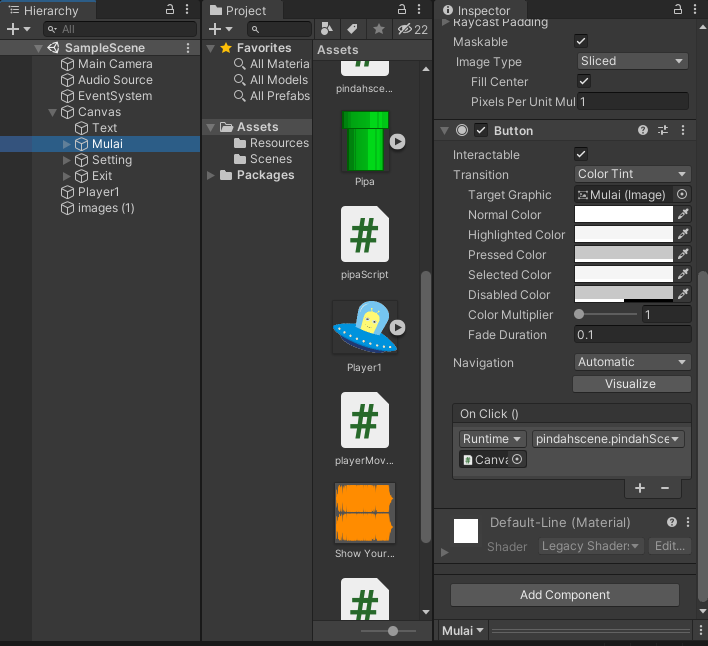 Hierarchy
All
SampleScene
Main Camera
Audio Source
EventSystem
Canvas
Text
Mulai
Setting
Exit
Player1
images (1)
Project
22
Favorites
All Materia
All Models
All Prefabs
Assets
Resources
Scenes
Packages
Assets
pindahsce...
Pipa
#
pipaScript
Player1
#
playerMov...
Show Your...
#
Inspector
Raycast Padding
Maskable
Image Type Sliced
Fill Center
Pixels Per Unit Mul 1
Button
Interactable
Transition Color Tint
Target Graphic Mulai (Image)
Normal Color
Highlighted Color
Pressed Color
Selected Color
Disabled Color
Color Multiplier 1
Fade Duration 0.1
Navigation Automatic
Visualize
On Click ()
Runtime pindahscene.pindahSce
# Canva
+ −
Default-Line (Material)
Shader Legacy Shaders Edit...
Add Component
Mulai